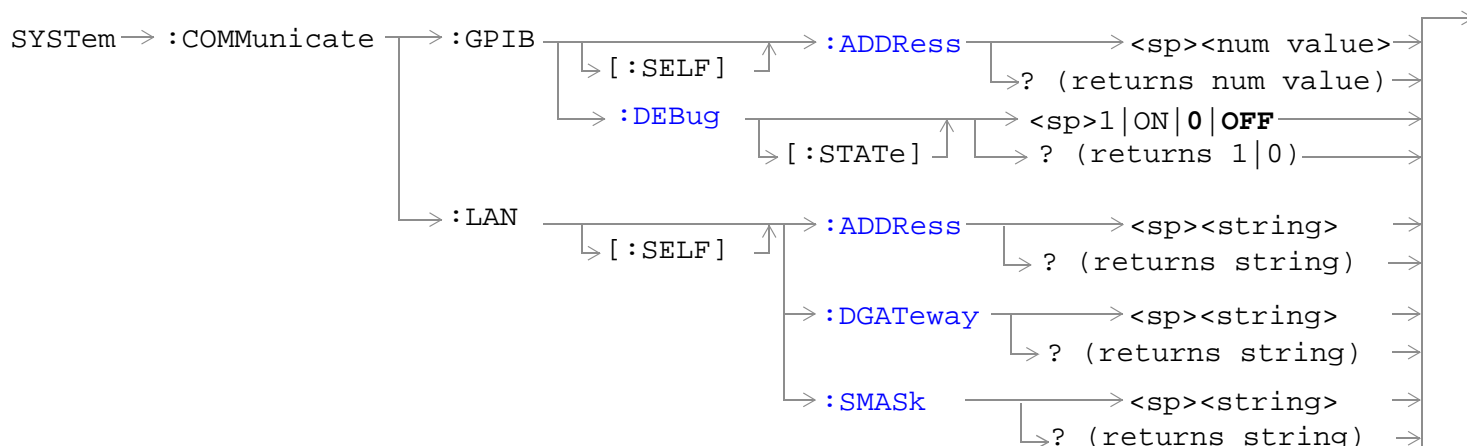 SYSTem :COMMunicate :GPIB :ADDRess <sp><num value>
[:SELF] ? (returns num value)
:DEBug <sp>1|ON|0|OFF
[:STATe] ? (returns 1|0)
:LAN :ADDRess <sp><string>
[:SELF] ? (returns string)
:DGATeway <sp><string>
? (returns string)
:SMASk <sp><string>
? (returns string)